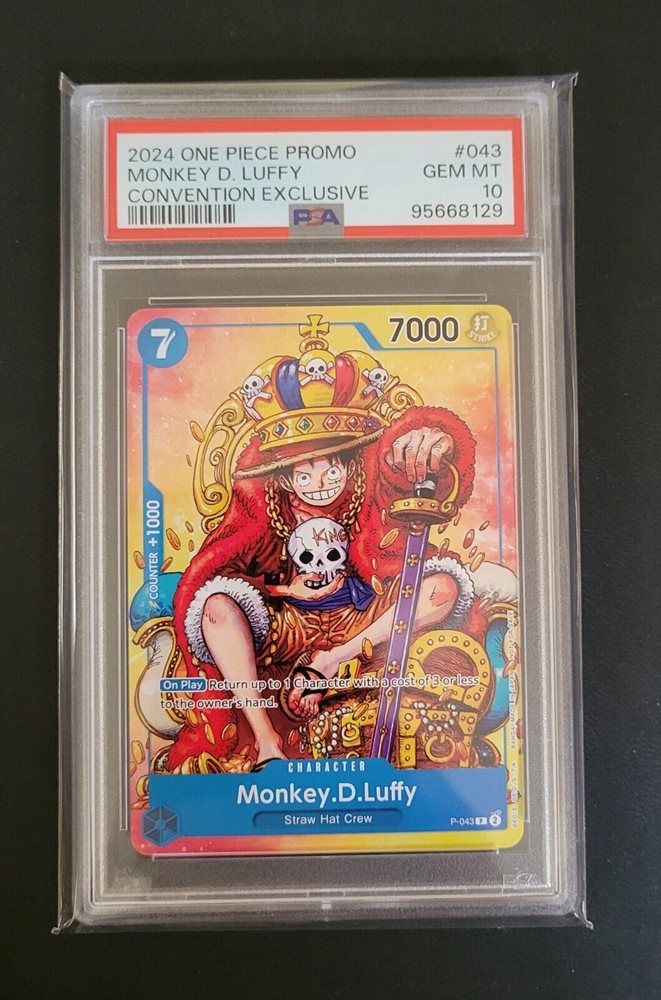 2024 ONE PIECE PROMO #043
MONKEY D. LUFFY GEM MT
CONVENTION EXCLUSIVE 10
PSA 95668129
7 7000 打
STRIKE
COUNTER +1000
KING
On Play Return up to 1 Character with a cost of 3 or less
to the owner's hand.
CHARACTER
Monkey.D.Luffy
Straw Hat Crew
P-043 P 2